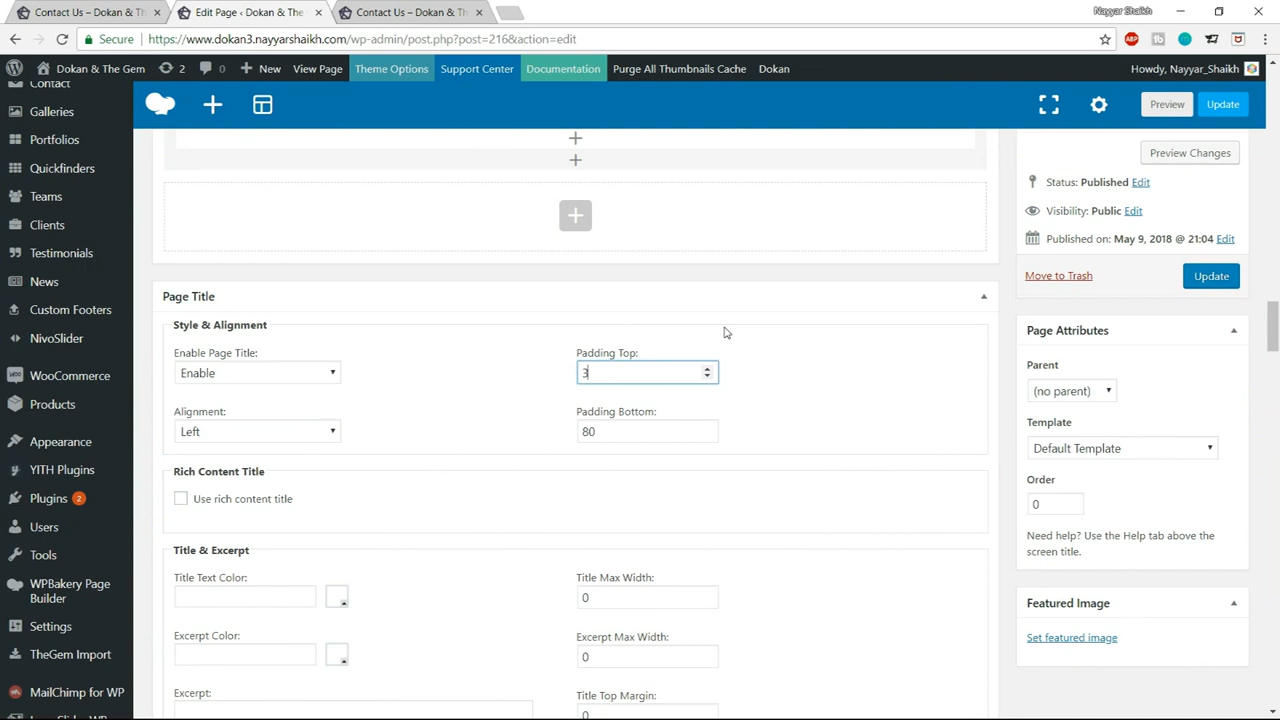 Contact Us – Dokan & Th
Edit Page ‹ Dokan & The
Contact Us – Dokan & Th
Nayyar Shaikh
Secure
https://www.dokan3.nayyarshaikh.com/wp-admin/post.php?post=216&action=edit
ABP
Dokan & The Gem
2
0
New
View Page
Theme Options
Support Center
Documentation
Purge All Thumbnails Cache
Dokan
Howdy, Nayyar_Shaikh
Contact
Galleries
Portfolios
Quickfinders
Teams
Clients
Testimonials
News
Custom Footers
NivoSlider
WooCommerce
Products
Appearance
YITH Plugins
Plugins 2
Users
Tools
WPBakery Page
Builder
Settings
TheGem Import
MailChimp for WP
Preview
Update
Page Title
Style & Alignment
Enable Page Title:
Enable
Padding Top:
3
Alignment:
Left
Padding Bottom:
80
Rich Content Title
Use rich content title
Title & Excerpt
Title Text Color:
Title Max Width:
0
Excerpt Color:
Excerpt Max Width:
0
Excerpt:
Title Top Margin:
0
Preview Changes
Status: Published Edit
Visibility: Public Edit
Published on: May 9, 2018 @ 21:04 Edit
Move to Trash
Update
Page Attributes
Parent
(no parent)
Template
Default Template
Order
0
Need help? Use the Help tab above the
screen title.
Featured Image
Set featured image